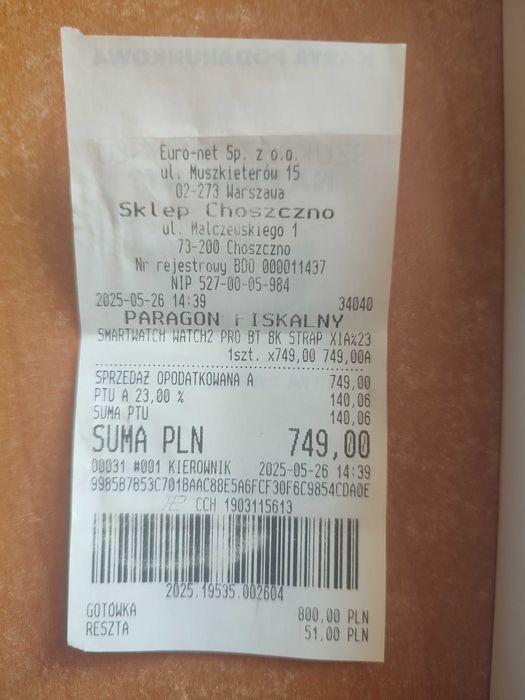 Euro-net Sp. z o.o.
ul. Muszkieterów 15
02-273 Warszawa
Sklep Choszczno
ul. Malczewskiego 1
73-200 Choszczno
Nr rejestrowy BDO 000011437
NIP 527-00-05-984
2025-05-26 14:39 34040
PARAGON FISKALNY
SMARTWATCH WATCH2 PRO BT BK STRAP XIA%23
1szt. x749,00 749,00A
SPRZEDAŻ OPODATKOWANA A 749,00
PTU A 23,00 % 140,06
SUMA PTU 140,06
SUMA PLN 749,00
00031 #001 KIEROWNIK 2025-05-26 14:39
9985B7B53C701BAAC88E5A6FCF30F6C9854CDA0E
CCH 1903115613
2025.19535.002604
GOTÓWKA 800,00 PLN
RESZTA 51,00 PLN